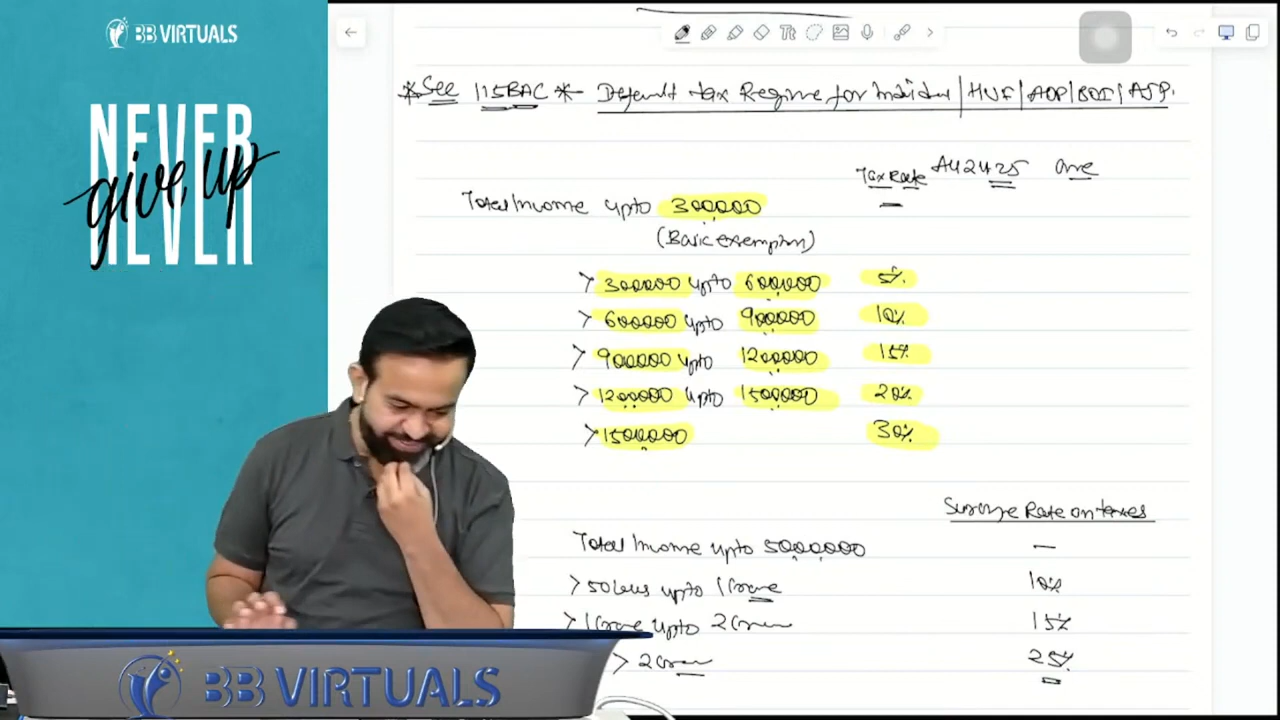 BB VIRTUALS
NEVER
give up
NEVER
*See 115BAC* Default tax Regime for Individual | HUF | AOP | BOI | AJP.
Tax Rate AY 24 25 are
Total Income upto 300000 —
(Basic exemption)
> 300000 upto 600000 5%
> 600000 upto 900000 10%
> 900000 upto 1200000 15%
> 1200000 upto 1500000 20%
> 1500000 30%
Surcharge Rate on taxes
Total Income upto 5000000 —
> 50 lacs upto 1 Crore 10%
> 1 Crore upto 2 Crore 15%
> 2 Crore 25%
BB VIRTUALS